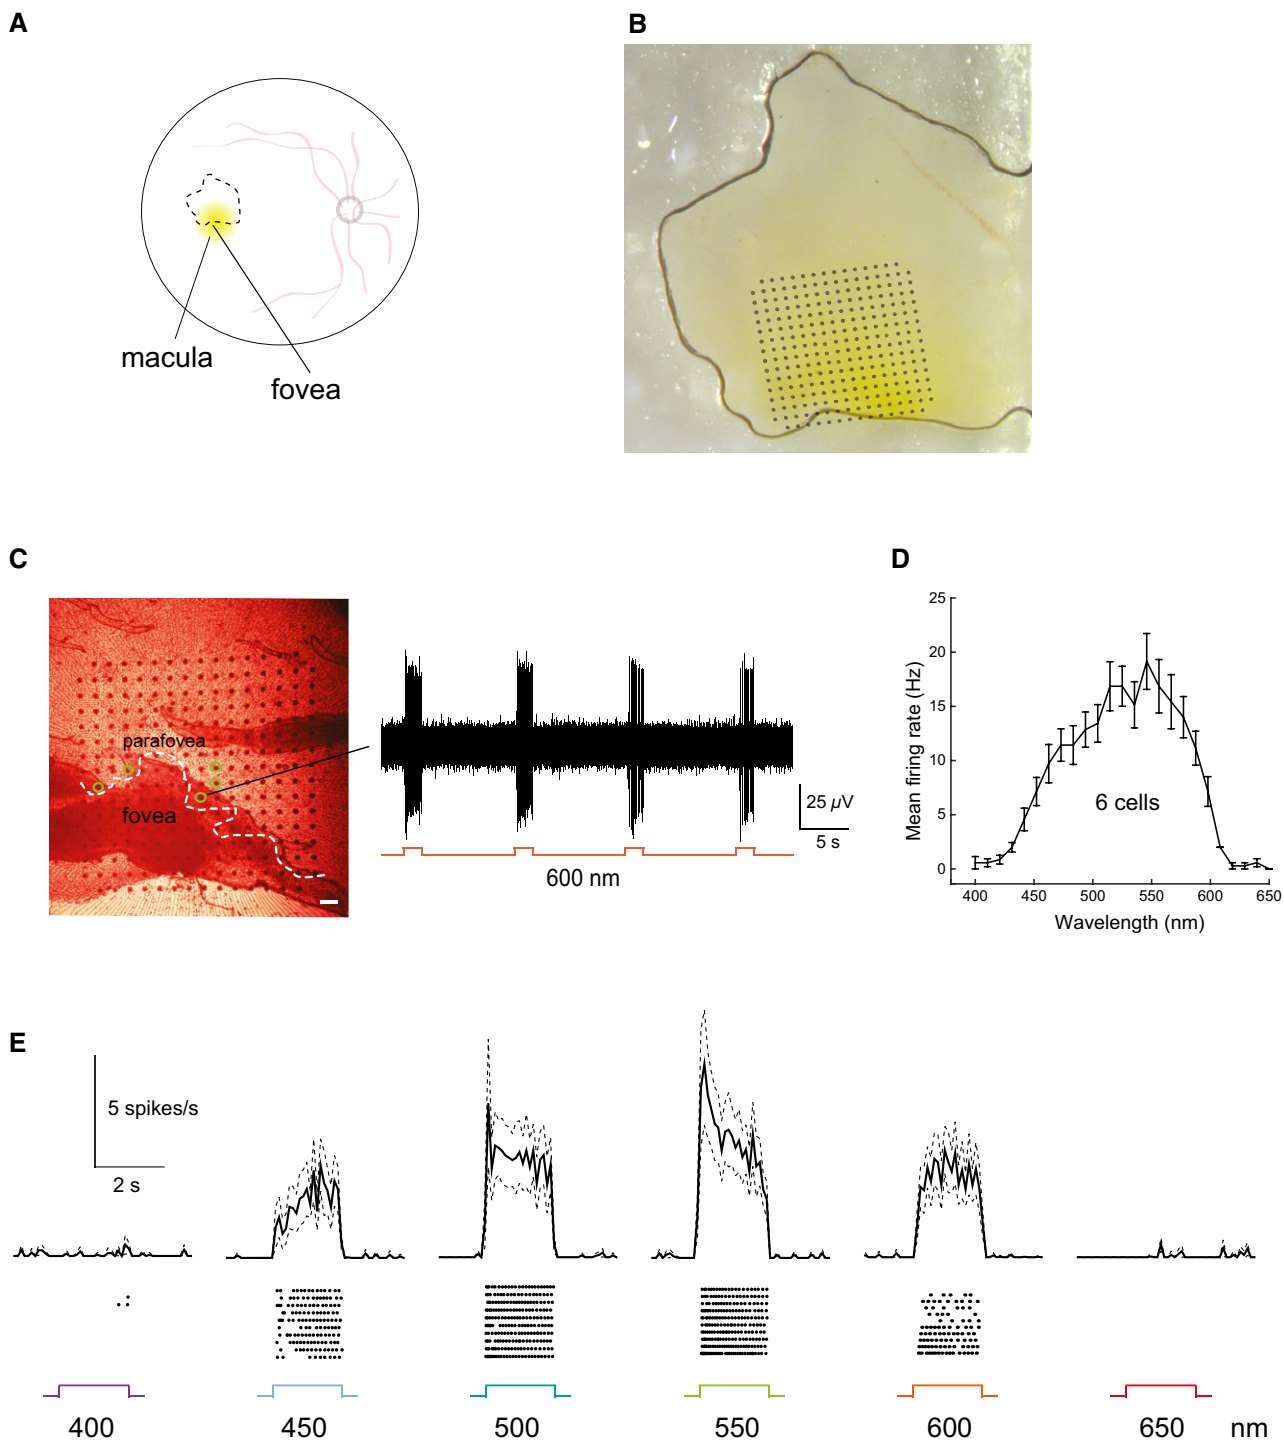 A
macula
fovea
B
C
parafovea
fovea
25 µV
5 s
600 nm
D
Mean firing rate (Hz)
25
20
15
10
5
0
6 cells
400 450 500 550 600 650
Wavelength (nm)
E
5 spikes/s
2 s
400 450 500 550 600 650 nm